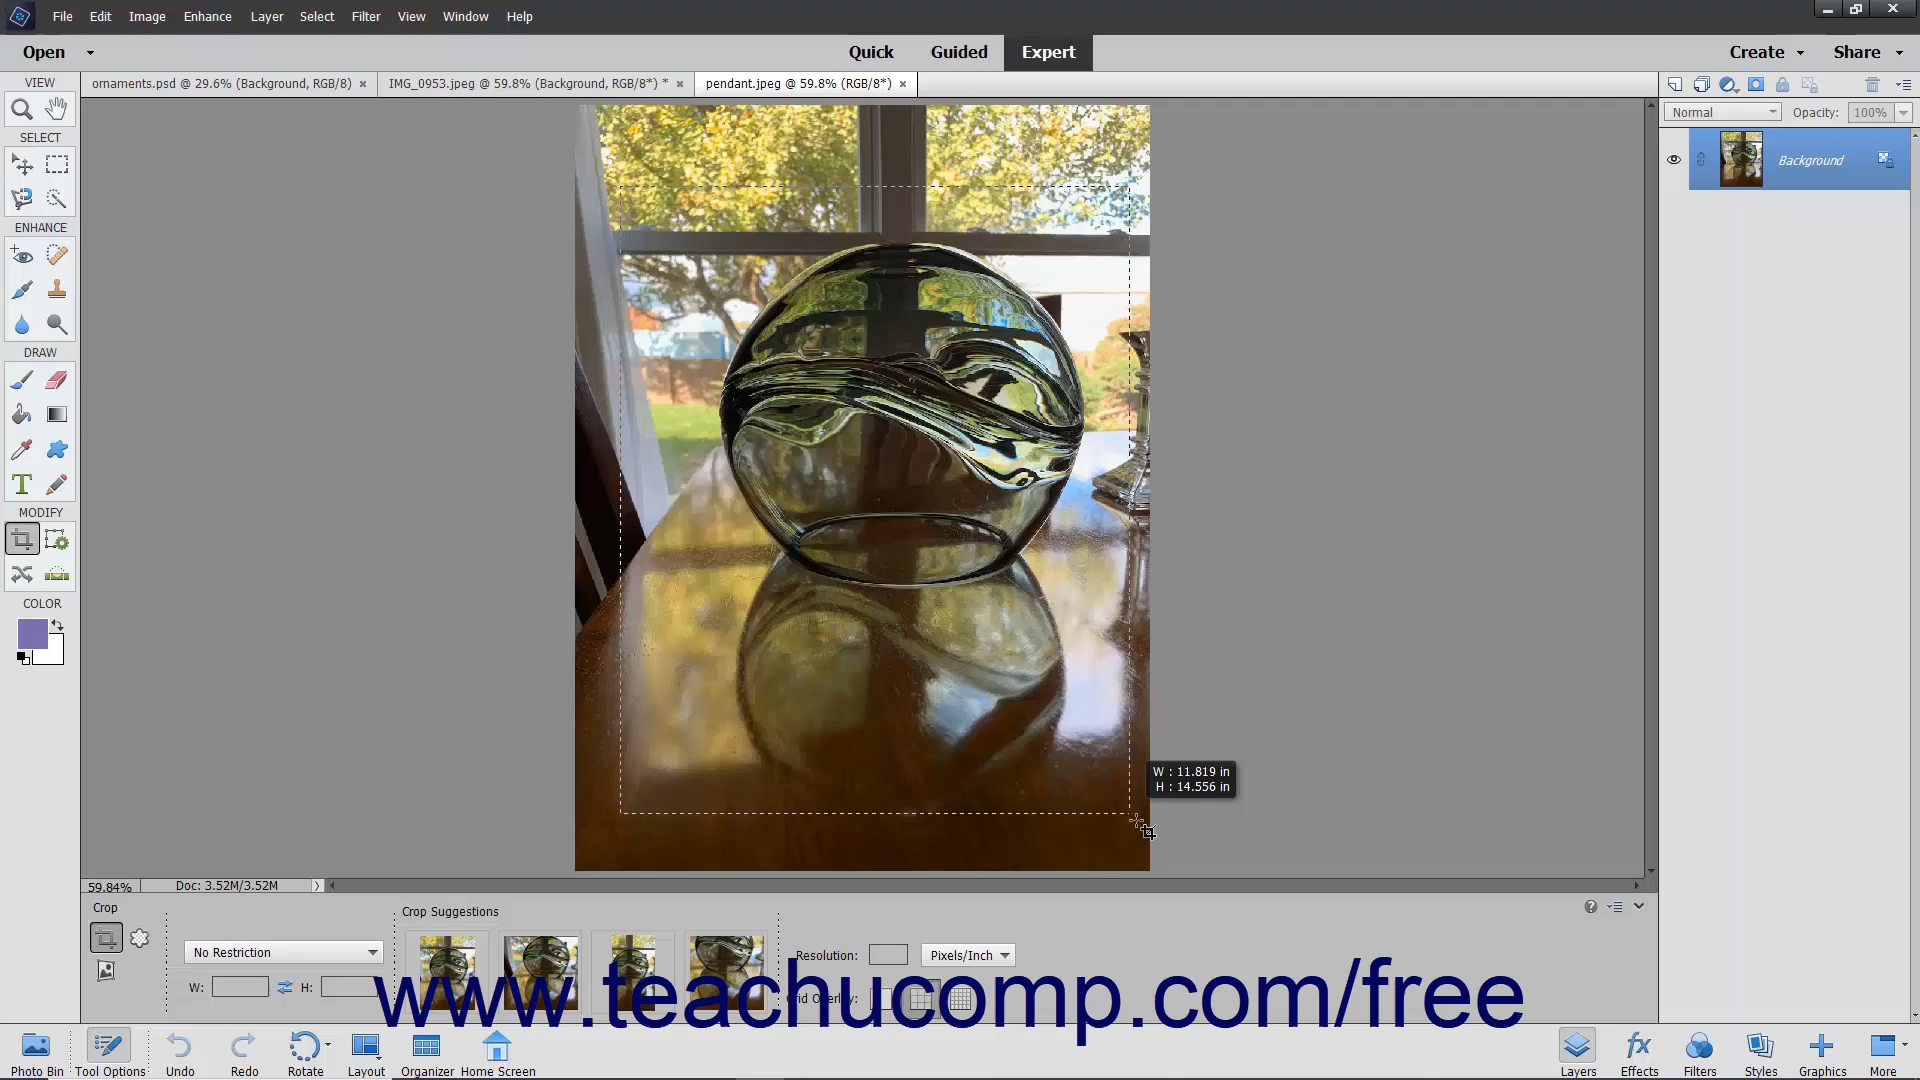 File Edit Image Enhance Layer Select Filter View Window Help
Open Quick Guided Expert Create Share
VIEW
ornaments.psd @ 29.6% (Background, RGB/8) × IMG_0953.jpeg @ 59.8% (Background, RGB/8*) * × pendant.jpeg @ 59.8% (RGB/8*) ×
Normal Opacity: 100%
SELECT
Background
ENHANCE
DRAW
T
MODIFY
COLOR
W : 11.819 in
H : 14.556 in
59.84% Doc: 3.52M/3.52M
Crop
Crop Suggestions
No Restriction
Resolution: Pixels/Inch
W: H:
Grid Overlay:
www.teachucomp.com/free
Photo Bin Tool Options Undo Redo Rotate Layout Organizer Home Screen fx Layers Effects Filters Styles Graphics More